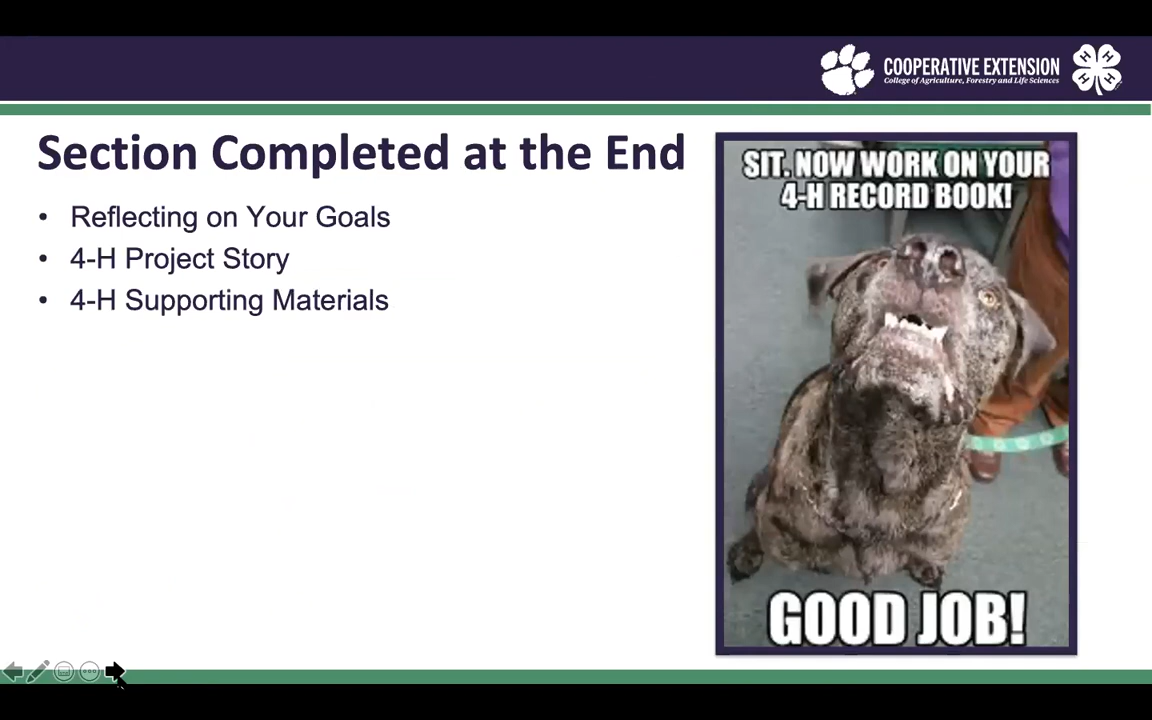 COOPERATIVE EXTENSION
College of Agriculture, Forestry and Life Sciences
H H
H H
Section Completed at the End
• Reflecting on Your Goals
• 4-H Project Story
• 4-H Supporting Materials
SIT. NOW WORK ON YOUR
4-H RECORD BOOK!
GOOD JOB!